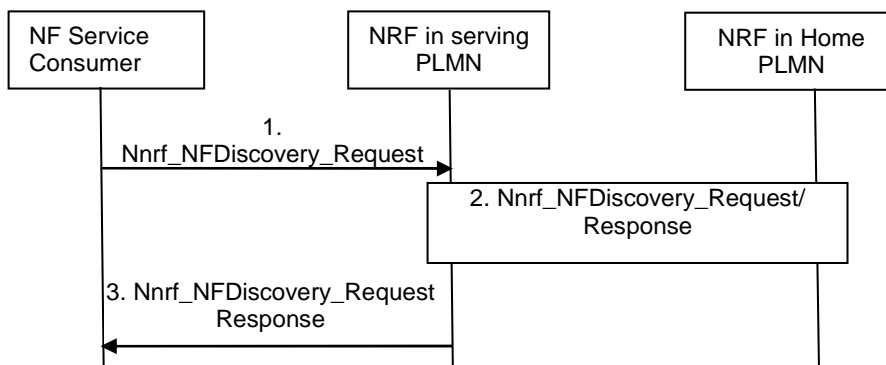 NF Service
Consumer
NRF in serving
PLMN
NRF in Home
PLMN
1.
Nnrf_NFDiscovery_Request
2. Nnrf_NFDiscovery_Request/
Response
3. Nnrf_NFDiscovery_Request
Response